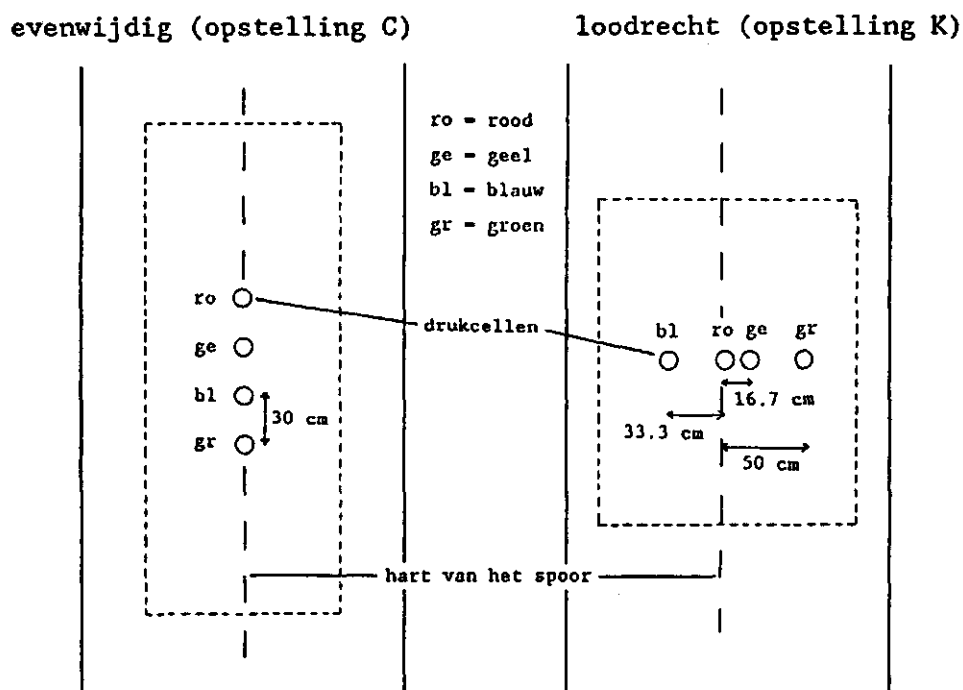 evenwijdig (opstelling C)
loodrecht (opstelling K)
ro = rood
ge = geel
bl = blauw
gr = groen
ro
ge
bl
gr
30 cm
drukcellen
bl ro ge gr
16.7 cm
33.3 cm
50 cm
hart van het spoor